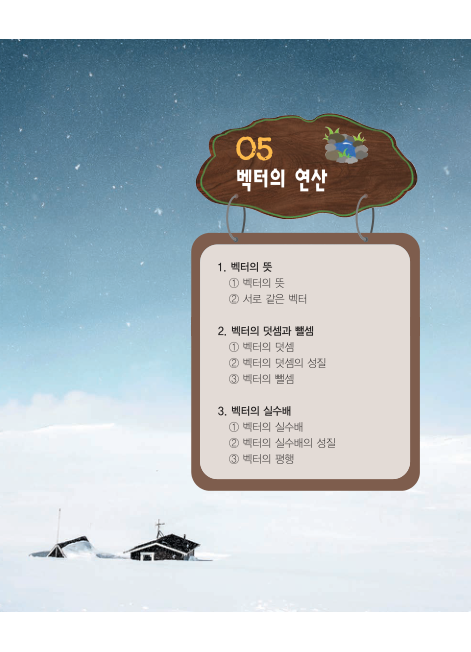 05
벡터의 연산
1. 벡터의 뜻
① 벡터의 뜻
② 서로 같은 벡터
2. 벡터의 덧셈과 뺄셈
① 벡터의 덧셈
② 벡터의 덧셈의 성질
③ 벡터의 뺄셈
3. 벡터의 실수배
① 벡터의 실수배
② 벡터의 실수배의 성질
③ 벡터의 평행